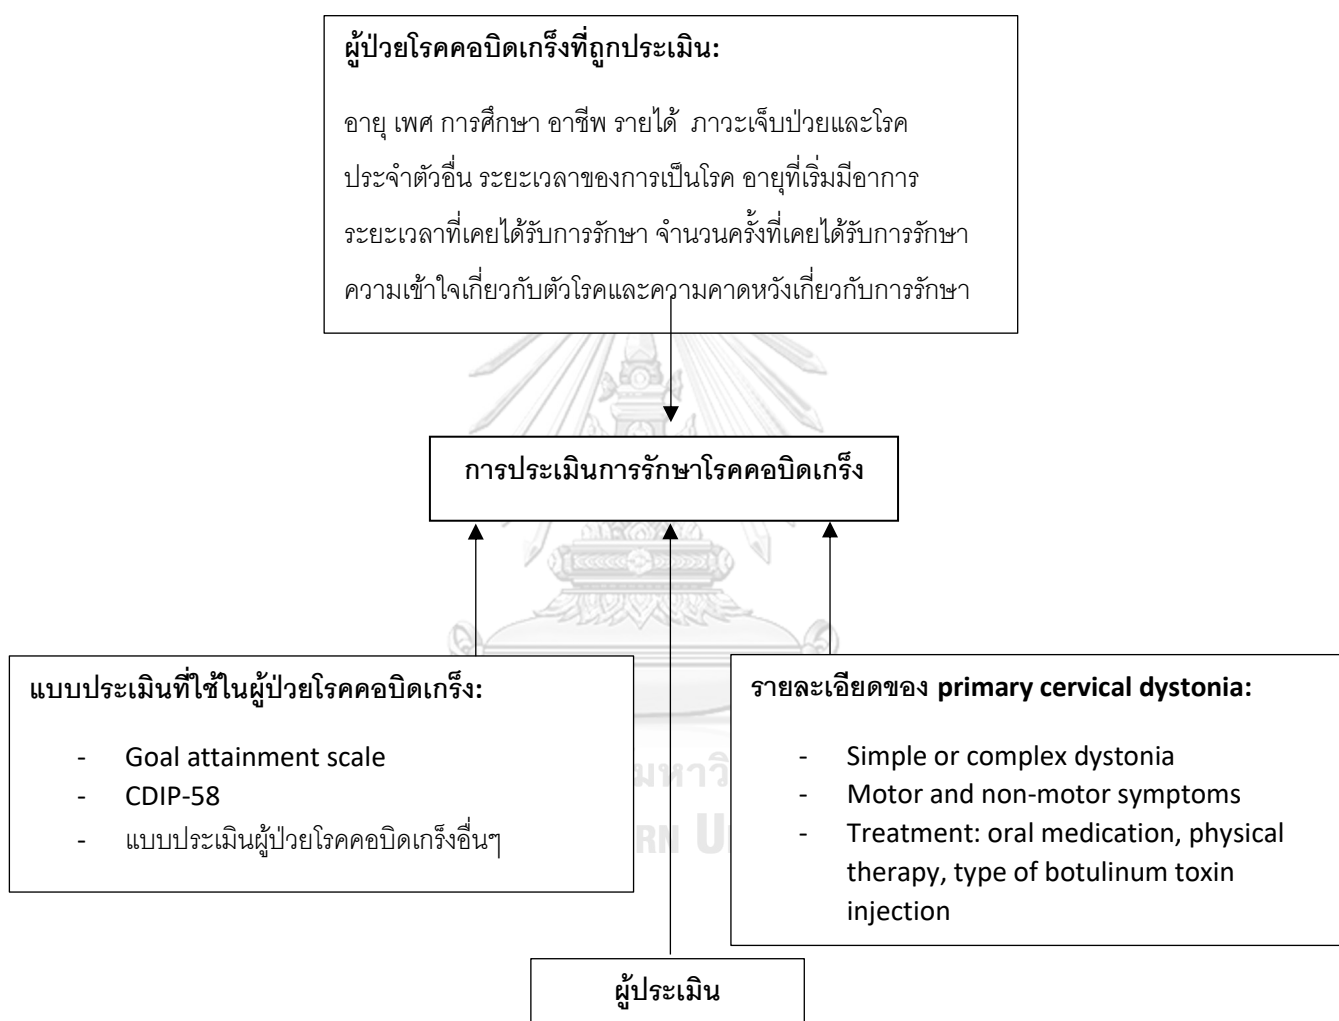 ผู้ป่วยโรคคอบิดเกร็งที่ถูกประเมิน:
อายุ เพศ การศึกษา อาชีพ รายได้ ภาวะเจ็บป่วยและโรค
ประจำตัวอื่น ระยะเวลาของการเป็นโรค อายุที่เริ่มมีอาการ
ระยะเวลาที่เคยได้รับการรักษา จำนวนครั้งที่เคยได้รับการรักษา
ความเข้าใจเกี่ยวกับตัวโรคและความคาดหวังเกี่ยวกับการรักษา
การประเมินการรักษาโรคคอบิดเกร็ง
แบบประเมินที่ใช้ในผู้ป่วยโรคคอบิดเกร็ง:
- Goal attainment scale
- CDIP-58
- แบบประเมินผู้ป่วยโรคคอบิดเกร็งอื่นๆ
รายละเอียดของ primary cervical dystonia:
- Simple or complex dystonia
- Motor and non-motor symptoms
- Treatment: oral medication, physical
therapy, type of botulinum toxin
injection
ผู้ประเมิน